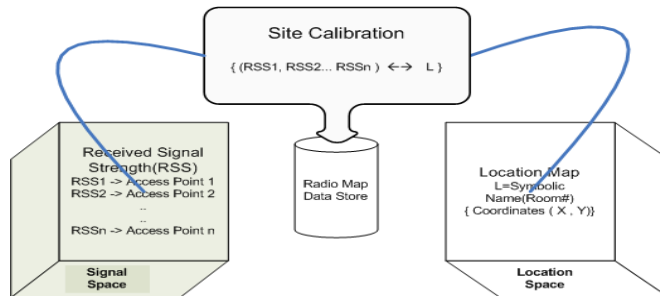 Site Calibration
{ (RSS1, RSS2... RSSn ) ←→ L }
Received Signal
Strength(RSS)
RSS1 -> Access Point 1
RSS2 -> Access Point 2
..
..
RSSn -> Access Point n
Signal
Space
Radio Map
Data Store
Location Map
L=Symbolic
Name(Room#)
{ Coordinates ( X , Y)}
Location
Space